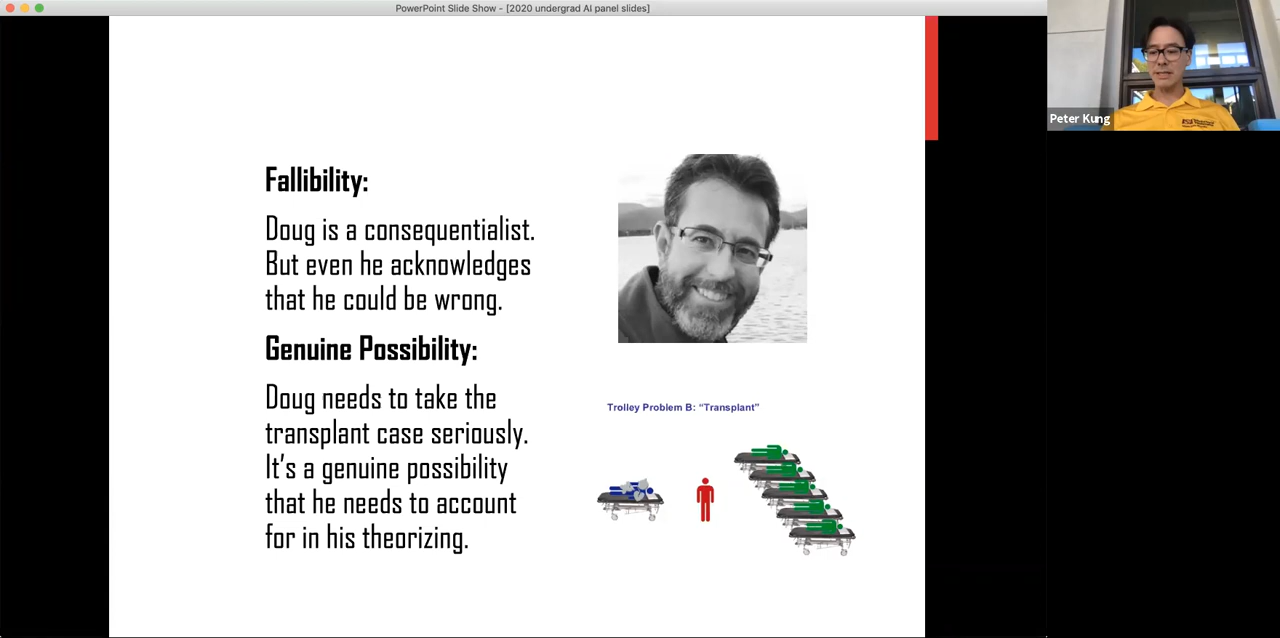 PowerPoint Slide Show - [2020 undergrad AI panel slides]
Peter Kung
Fallibility:
Doug is a consequentialist.
But even he acknowledges
that he could be wrong.
Genuine Possibility:
Doug needs to take the
transplant case seriously.
It's a genuine possibility
that he needs to account
for in his theorizing.
Trolley Problem B: “Transplant”